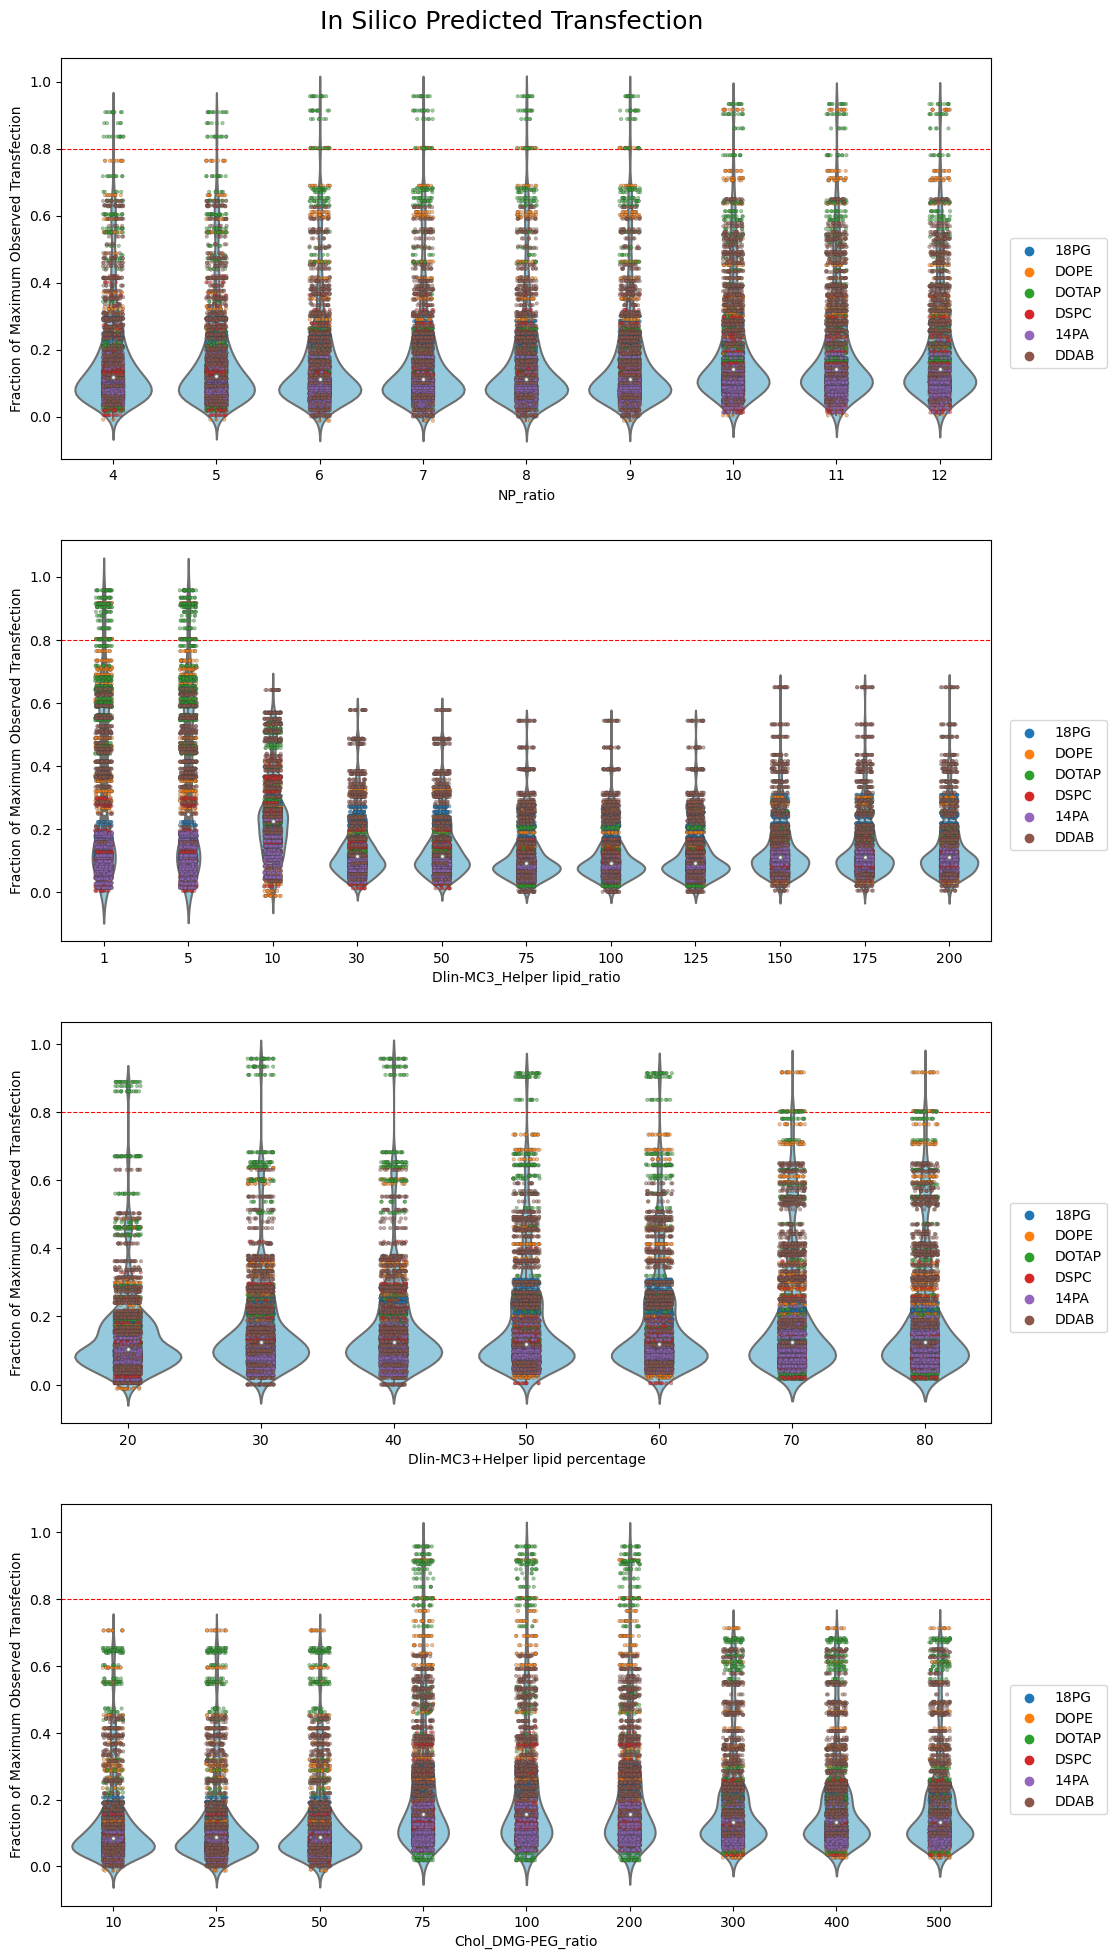 In Silico Predicted Transfection
Fraction of Maximum Observed Transfection
1.0
0.8
0.6
0.4
0.2
0.0
4 5 6 7 8 9 10 11 12
NP_ratio
18PG
DOPE
DOTAP
DSPC
14PA
DDAB
Fraction of Maximum Observed Transfection
1.0
0.8
0.6
0.4
0.2
0.0
1 5 10 30 50 75 100 125 150 175 200
Dlin-MC3_Helper lipid_ratio
18PG
DOPE
DOTAP
DSPC
14PA
DDAB
Fraction of Maximum Observed Transfection
1.0
0.8
0.6
0.4
0.2
0.0
20 30 40 50 60 70 80
Dlin-MC3+Helper lipid percentage
18PG
DOPE
DOTAP
DSPC
14PA
DDAB
Fraction of Maximum Observed Transfection
1.0
0.8
0.6
0.4
0.2
0.0
10 25 50 75 100 200 300 400 500
Chol_DMG-PEG_ratio
18PG
DOPE
DOTAP
DSPC
14PA
DDAB